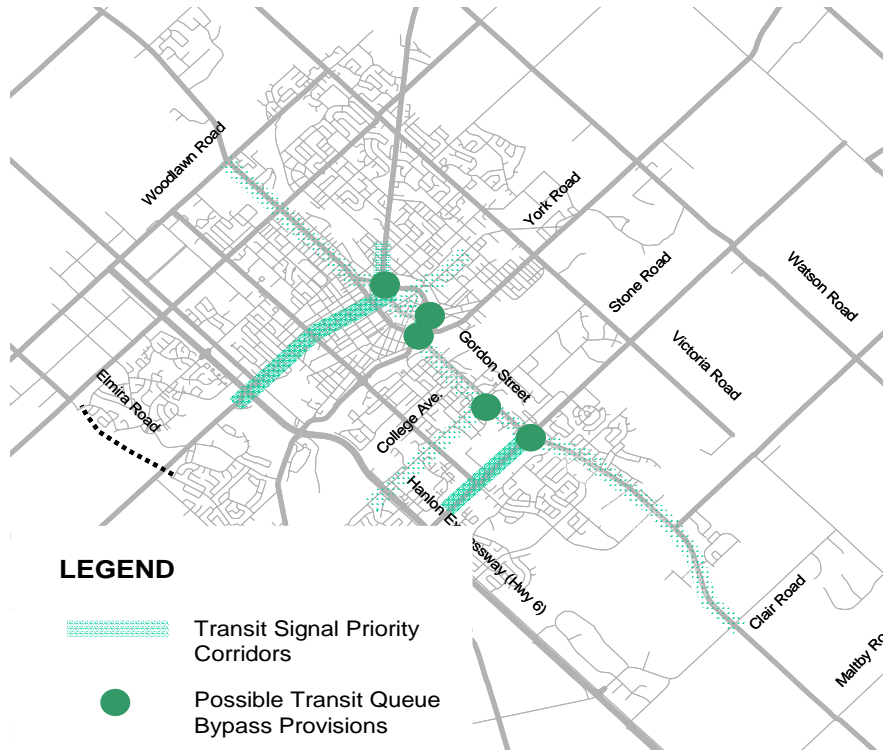 Woodlawn Road
York Road
Stone Road
Watson Road
Gordon Street
Victoria Road
Elmira Road
College Ave.
Hanlon Ex
ssway (Hwy 6)
Clair Road
Maltby Ro
LEGEND
Transit Signal Priority
Corridors
Possible Transit Queue
Bypass Provisions